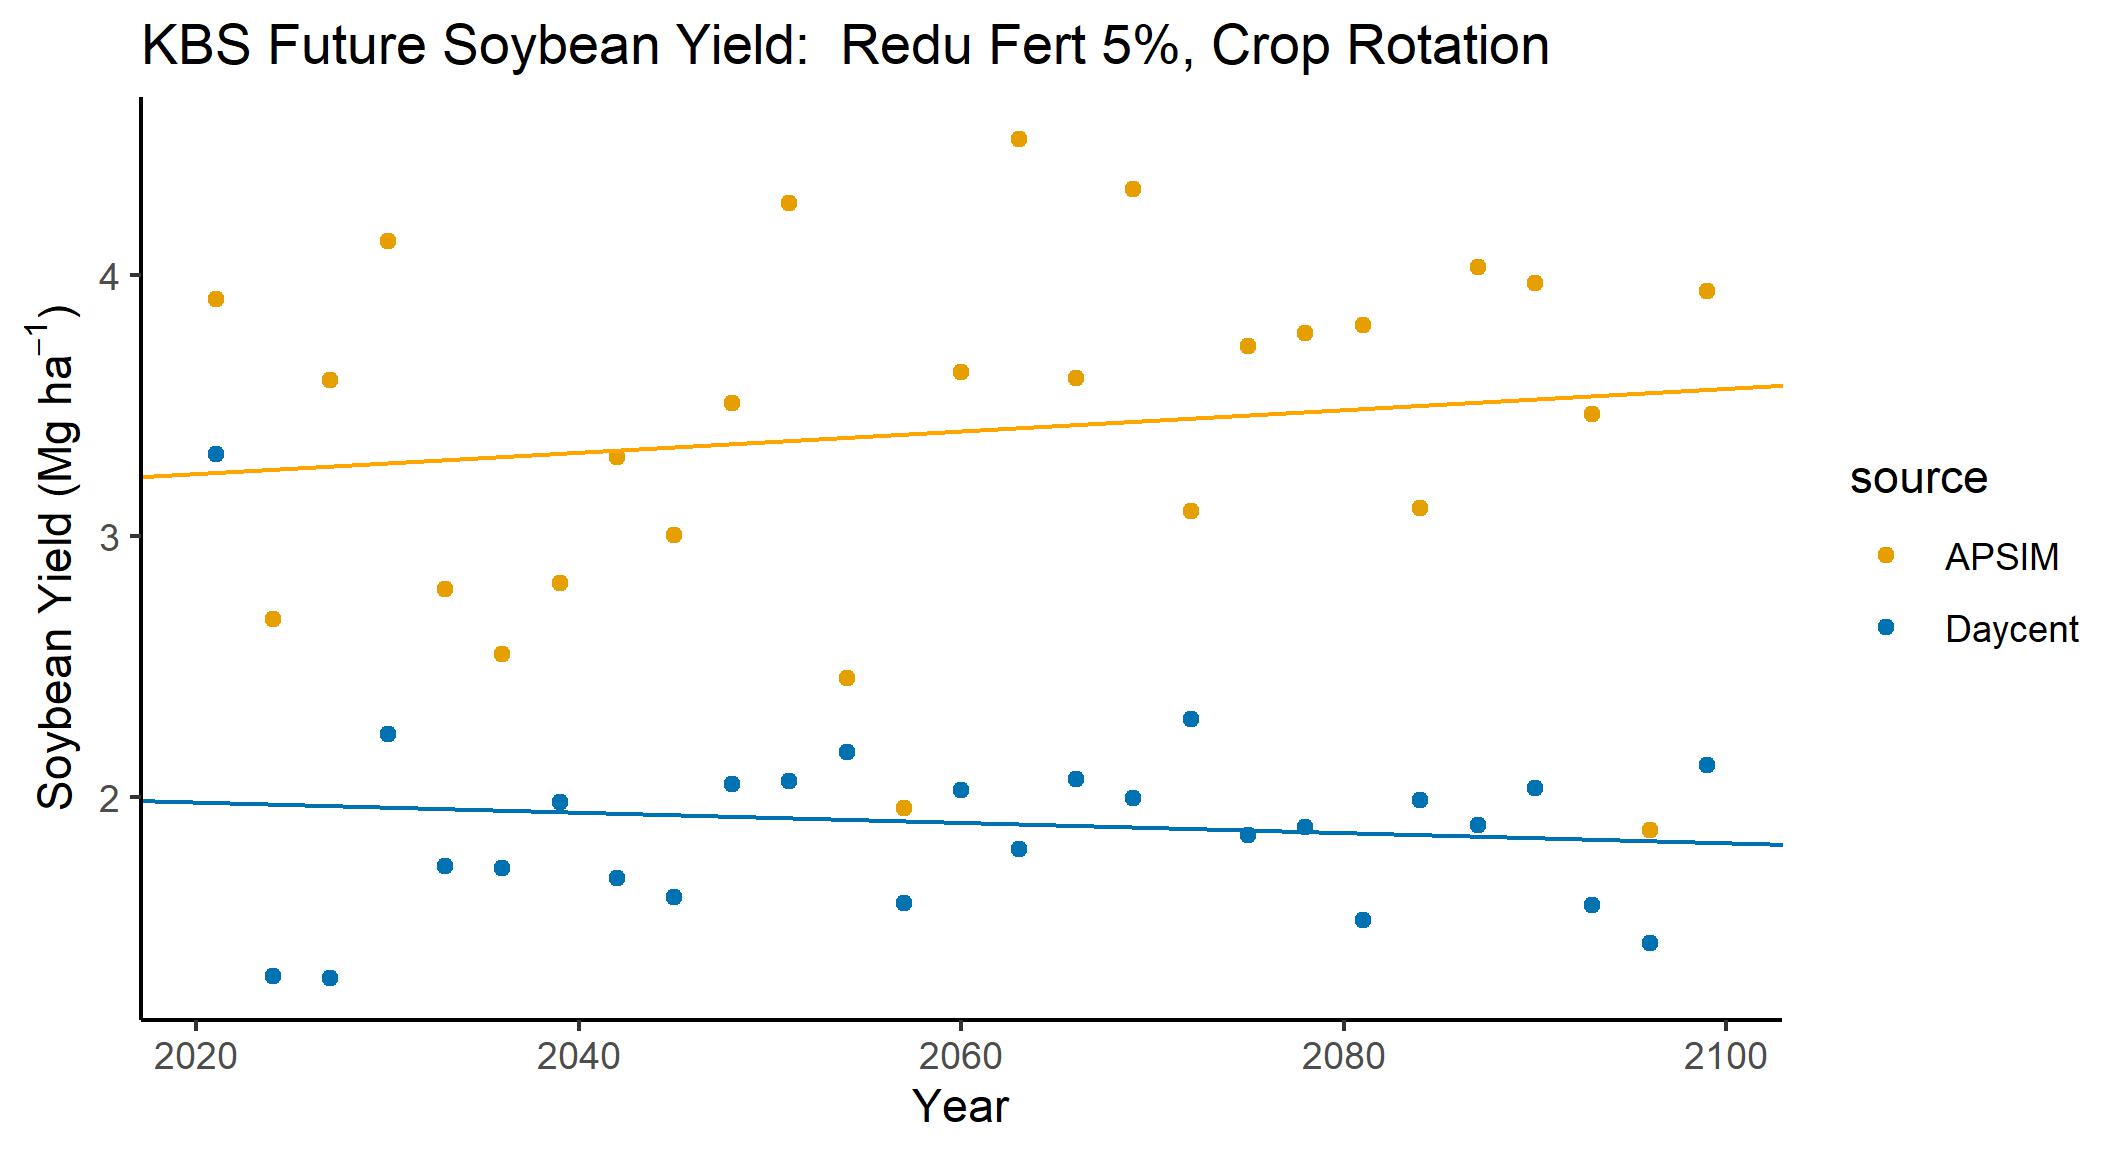 KBS Future Soybean Yield:  Redu Fert 5%, Crop Rotation
Soybean Yield (Mg ha⁻¹)
4
3
2
2020 2040 2060 2080 2100
Year
source
APSIM
Daycent